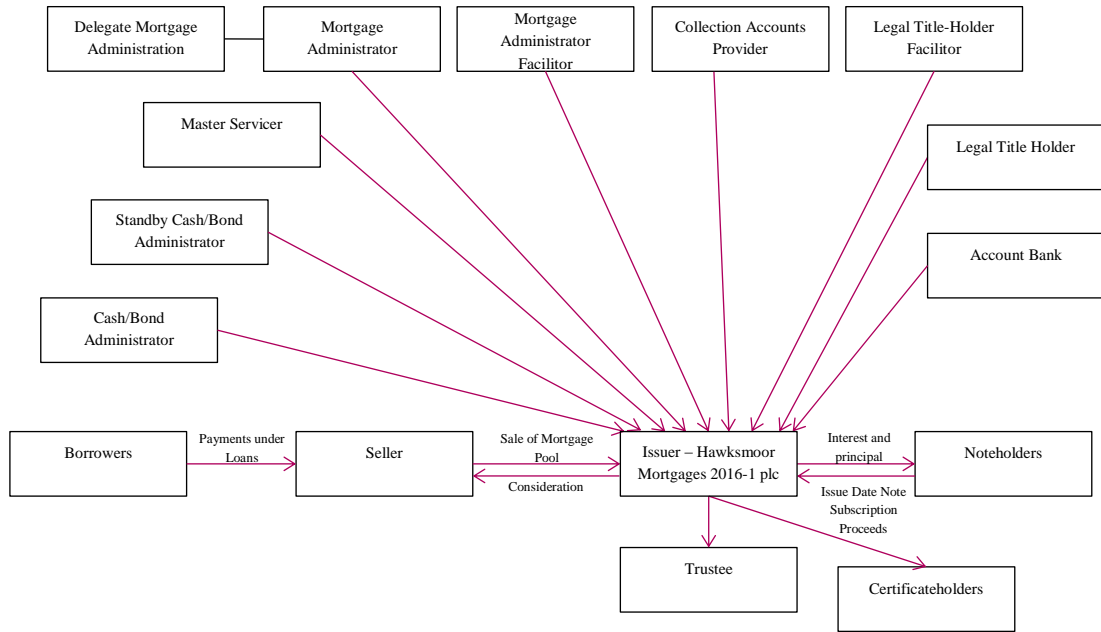 Delegate Mortgage
Administration
Mortgage
Administrator
Mortgage
Administrator
Facilitor
Collection Accounts
Provider
Legal Title-Holder
Facilitor
Master Servicer
Legal Title Holder
Standby Cash/Bond
Administrator
Account Bank
Cash/Bond
Administrator
Borrowers
Payments under
Loans
Seller
Sale of Mortgage
Pool
Consideration
Issuer – Hawksmoor
Mortgages 2016-1 plc
Interest and
principal
Issue Date Note
Subscription
Proceeds
Noteholders
Trustee
Certificateholders